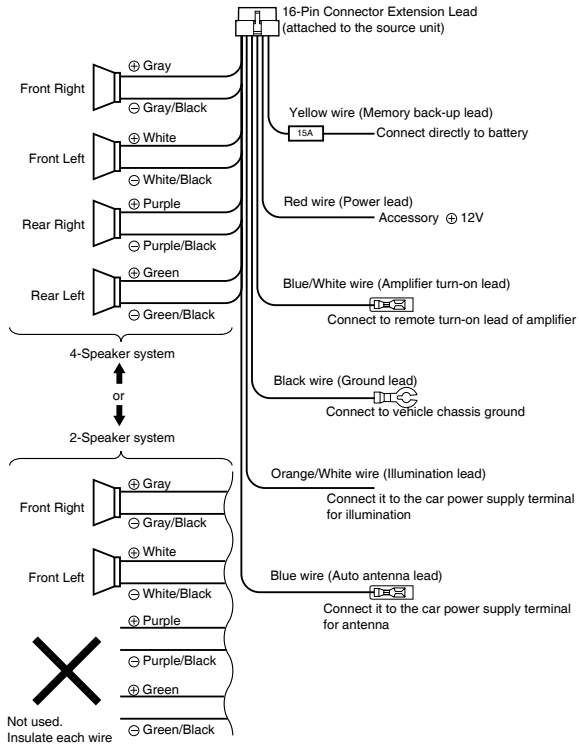 16-Pin Connector Extension Lead
(attached to the source unit)
⊕ Gray
Front Right
⊖ Gray/Black
⊕ White
Front Left
⊖ White/Black
⊕ Purple
Rear Right
⊖ Purple/Black
⊕ Green
Rear Left
⊖ Green/Black
4-Speaker system
or
2-Speaker system
⊕ Gray
Front Right
⊖ Gray/Black
⊕ White
Front Left
⊖ White/Black
⊕ Purple
⊖ Purple/Black
⊕ Green
⊖ Green/Black
Not used.
Insulate each wire
Yellow wire (Memory back-up lead)
15A
Connect directly to battery
Red wire (Power lead)
Accessory ⊕ 12V
Blue/White wire (Amplifier turn-on lead)
Connect to remote turn-on lead of amplifier
Black wire (Ground lead)
Connect to vehicle chassis ground
Orange/White wire (Illumination lead)
Connect it to the car power supply terminal
for illumination
Blue wire (Auto antenna lead)
Connect it to the car power supply terminal
for antenna